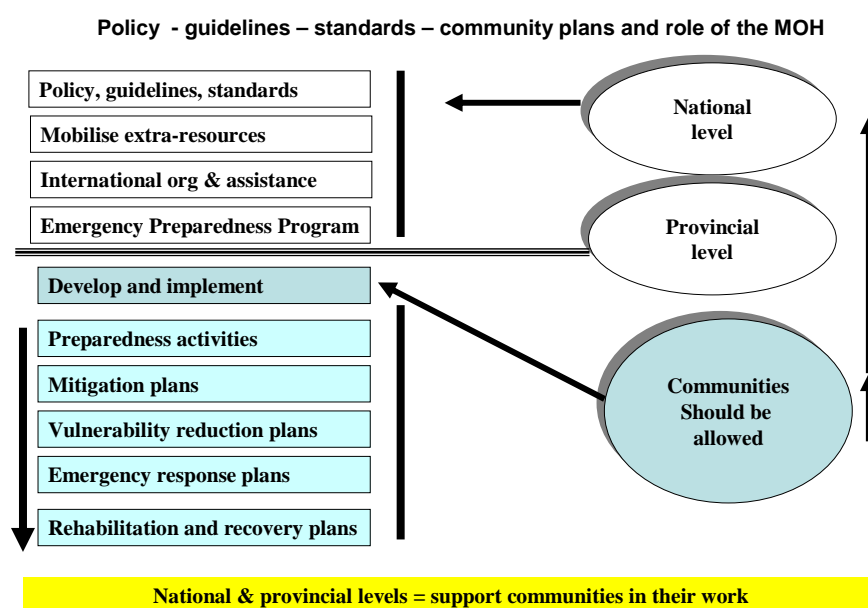 Policy - guidelines – standards – community plans and role of the MOH
Policy, guidelines, standards
Mobilise extra-resources
International org & assistance
Emergency Preparedness Program
National
level
Provincial
level
Develop and implement
Preparedness activities
Mitigation plans
Vulnerability reduction plans
Emergency response plans
Rehabilitation and recovery plans
Communities
Should be
allowed
National & provincial levels = support communities in their work